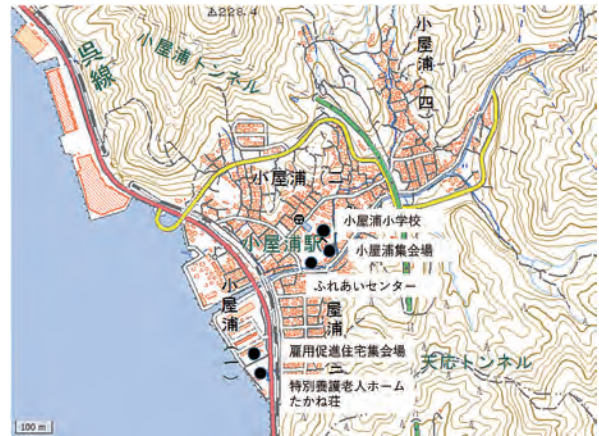 228.4
小屋浦トンネル
呉線
小屋浦(四)
小屋浦(二)
小屋浦小学校
小屋浦駅
小屋浦集会場
ふれあいセンター
小屋浦(一)
屋浦三
雇用促進住宅集会場
天応トンネル
特別養護老人ホーム
たかね荘
100 m